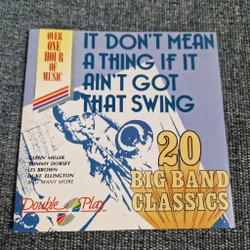 OVER
ONE
HOUR
OF
MUSIC
IT DON'T MEAN
A THING IF IT
AIN'T GOT
THAT SWING
GLENN MILLER
TOMMY DORSEY
LES BROWN
DUKE ELLINGTON
AND MANY MORE
20
BIG BAND
CLASSICS
Double Play